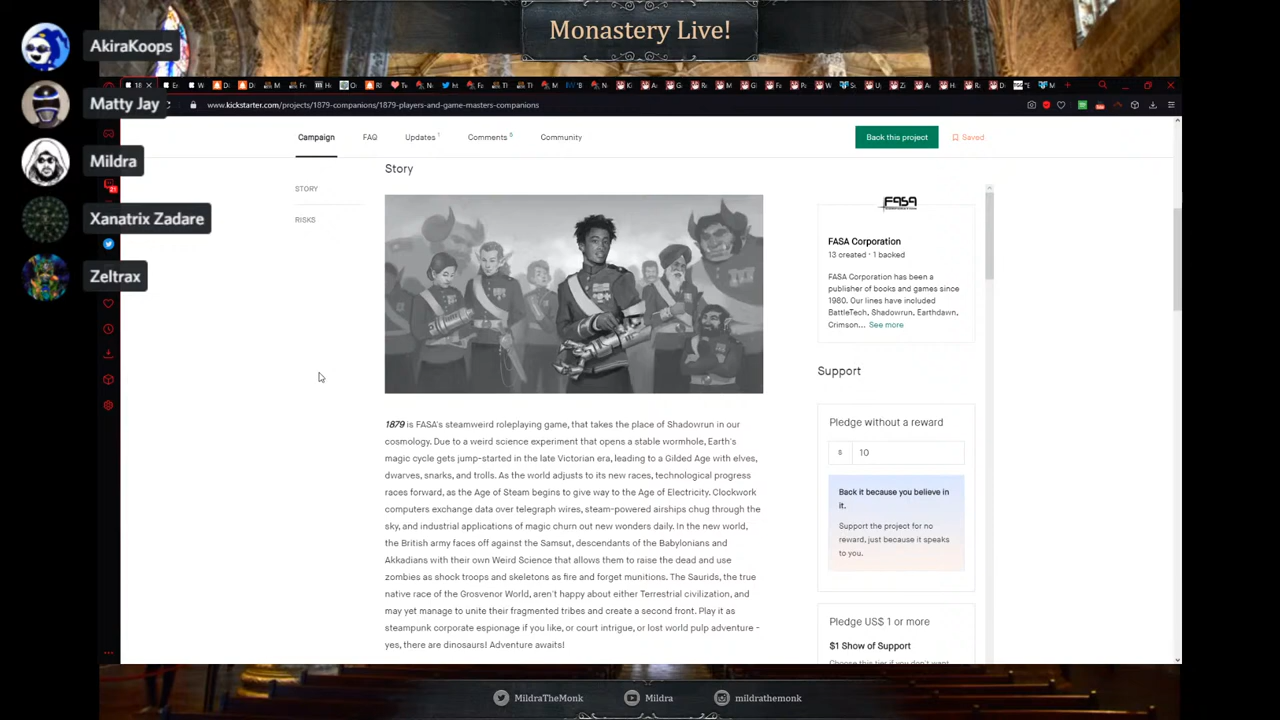 Monastery Live!
AkiraKoops
Matty Jay
Mildra
Xanatrix Zadare
Zeltrax
www.kickstarter.com/projects/1879-companions/1879-players-and-game-masters-companions
Campaign
FAQ
Updates 1
Comments 8
Community
Back this project
Saved
STORY
RISKS
Story
1879 is FASA's steamweird roleplaying game, that takes the place of Shadowrun in our
cosmology. Due to a weird science experiment that opens a stable wormhole, Earth's
magic cycle gets jump-started in the late Victorian era, leading to a Gilded Age with elves,
dwarves, snarks, and trolls. As the world adjusts to its new races, technological progress
races forward, as the Age of Steam begins to give way to the Age of Electricity. Clockwork
computers exchange data over telegraph wires, steam-powered airships chug through the
sky, and industrial applications of magic churn out new wonders daily. In the new world,
the British army faces off against the Samsut, descendants of the Babylonians and
Akkadians with their own Weird Science that allows them to raise the dead and use
zombies as shock troops and skeletons as fire and forget munitions. The Saurids, the true
native race of the Grosvenor World, aren't happy about either Terrestrial civilization, and
may yet manage to unite their fragmented tribes and create a second front. Play it as
steampunk corporate espionage if you like, or court intrigue, or lost world pulp adventure -
yes, there are dinosaurs! Adventure awaits!
FASA
FASA Corporation
13 created · 1 backed
FASA Corporation has been a
publisher of books and games since
1980. Our lines have included
BattleTech, Shadowrun, Earthdawn,
Crimson... See more
Support
Pledge without a reward
$ 10
Back it because you believe in
it.
Support the project for no
reward, just because it speaks
to you.
Pledge US$ 1 or more
$1 Show of Support
Choose this tier if you don't want
MildraTheMonk
Mildra
mildrathemonk